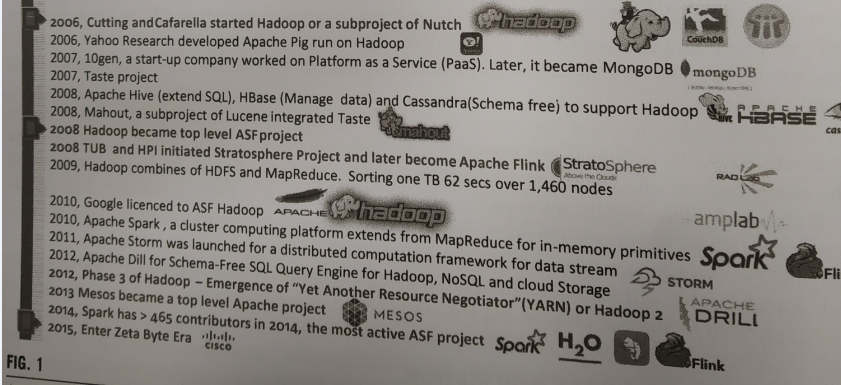 2006, Cutting and Cafarella started Hadoop or a subproject of Nutch hadoop
CouchDB
2006, Yahoo Research developed Apache Pig run on Hadoop Y!
2007, 10gen, a start-up company worked on Platform as a Service (PaaS). Later, it became MongoDB mongoDB
2007, Taste project
2008, Apache Hive (extend SQL), HBase (Manage data) and Cassandra(Schema free) to support Hadoop HIVE APACHE HBASE
cas
2008, Mahout, a subproject of Lucene integrated Taste mahout
2008 Hadoop became top level ASF project
2008 TUB and HPI initiated Stratosphere Project and later become Apache Flink StratoSphere
Above the Clouds
2009, Hadoop combines of HDFS and MapReduce. Sorting one TB 62 secs over 1,460 nodes
RAD Lab
2010, Google licenced to ASF Hadoop APACHE hadoop
amplab
2010, Apache Spark , a cluster computing platform extends from MapReduce for in-memory primitives Spark
Fli
2011, Apache Storm was launched for a distributed computation framework for data stream
STORM
2012, Apache Dill for Schema-Free SQL Query Engine for Hadoop, NoSQL and cloud Storage
2012, Phase 3 of Hadoop – Emergence of "Yet Another Resource Negotiator"(YARN) or Hadoop 2
APACHE
DRILL
2013 Mesos became a top level Apache project MESOS
2014, Spark has > 465 contributors in 2014, the most active ASF project Spark H2O Flink
2015, Enter Zeta Byte Era CISCO
FIG. 1